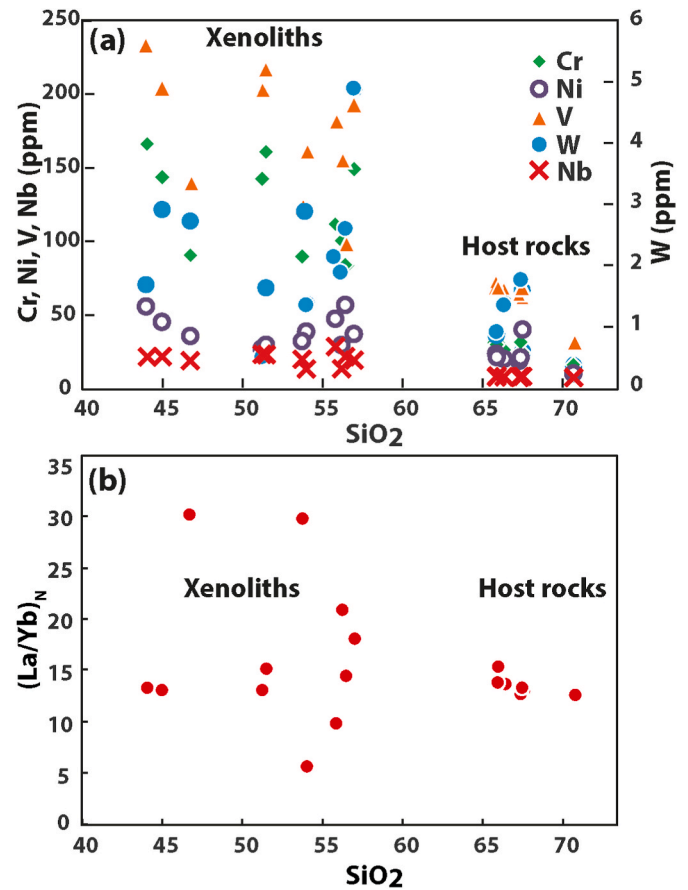 (a)
Xenoliths
Host rocks
Cr
Ni
V
W
Nb
Cr, Ni, V, Nb (ppm)
250
200
150
100
50
0
W (ppm)
6
5
4
3
2
1
0
40 45 50 55 60 65 70
SiO2
(b)
Xenoliths
Host rocks
(La/Yb)N
35
30
25
20
15
10
5
0
40 45 50 55 60 65 70
SiO2